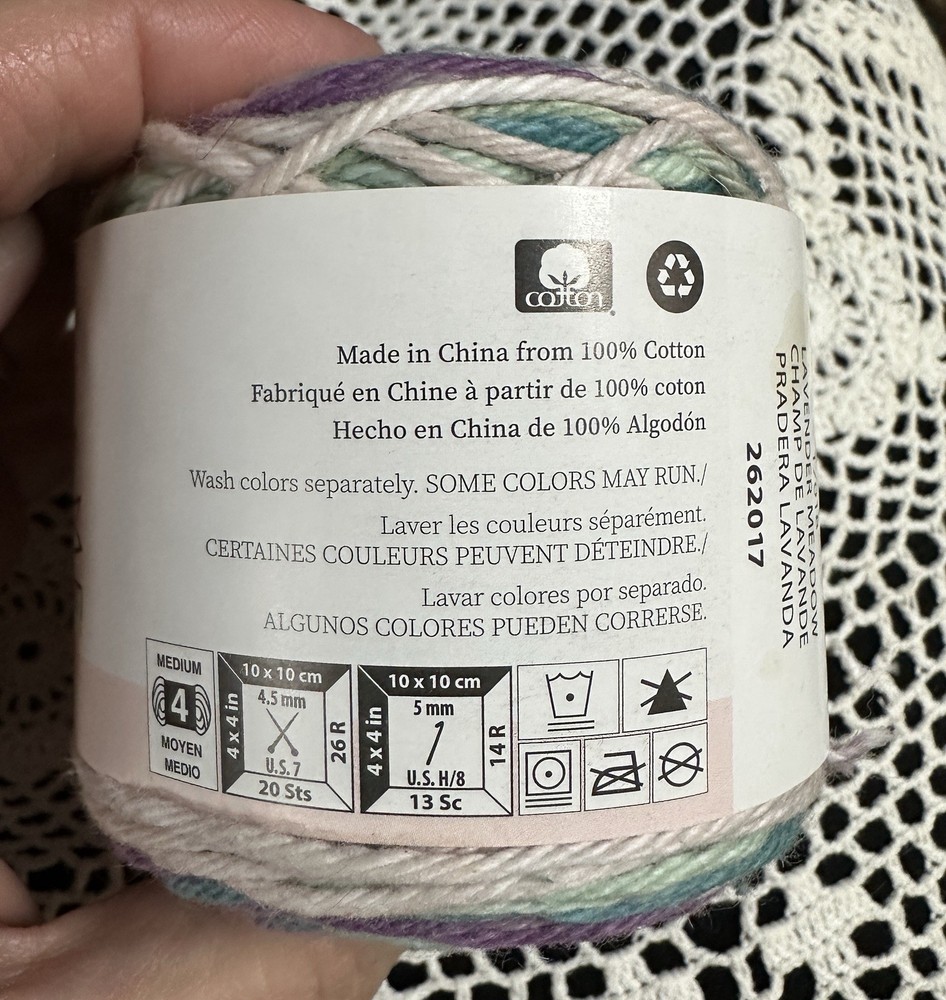 cotton
Made in China from 100% Cotton
Fabriqué en Chine à partir de 100% coton
Hecho en China de 100% Algodón
Wash colors separately. SOME COLORS MAY RUN./
Laver les couleurs séparément.
CERTAINES COULEURS PEUVENT DÉTEINDRE./
Lavar colores por separado.
ALGUNOS COLORES PUEDEN CORRERSE.
MEDIUM
4
MOYEN
MEDIO
10 x 10 cm
4 x 4 in
4.5 mm
U.S. 7
26 R
20 Sts
10 x 10 cm
4 x 4 in
5 mm
U.S. H/8
14 R
13 Sc
LAVENDER MEADOW
CHAMP DE LAVANDE
PRADERA LAVANDA
262017